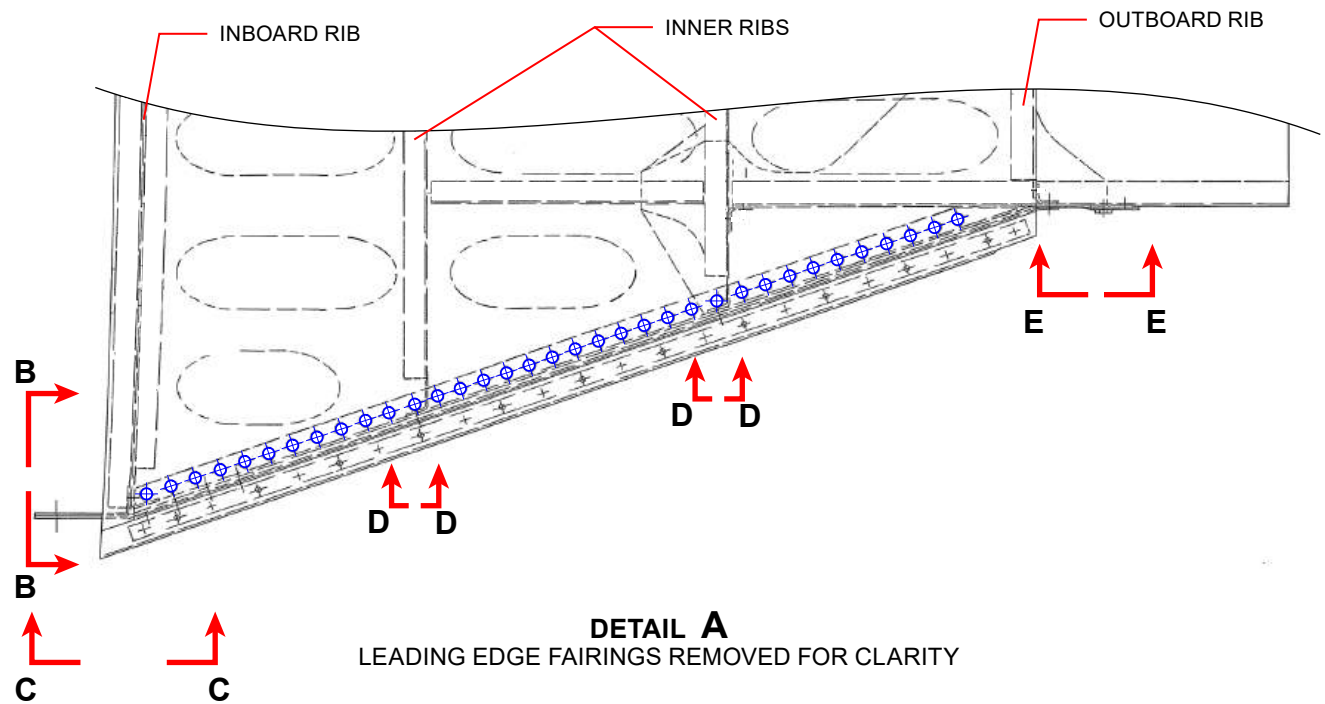 INBOARD RIB
INNER RIBS
OUTBOARD RIB
E E
B
D D
D D
B
C C
DETAIL A
LEADING EDGE FAIRINGS REMOVED FOR CLARITY